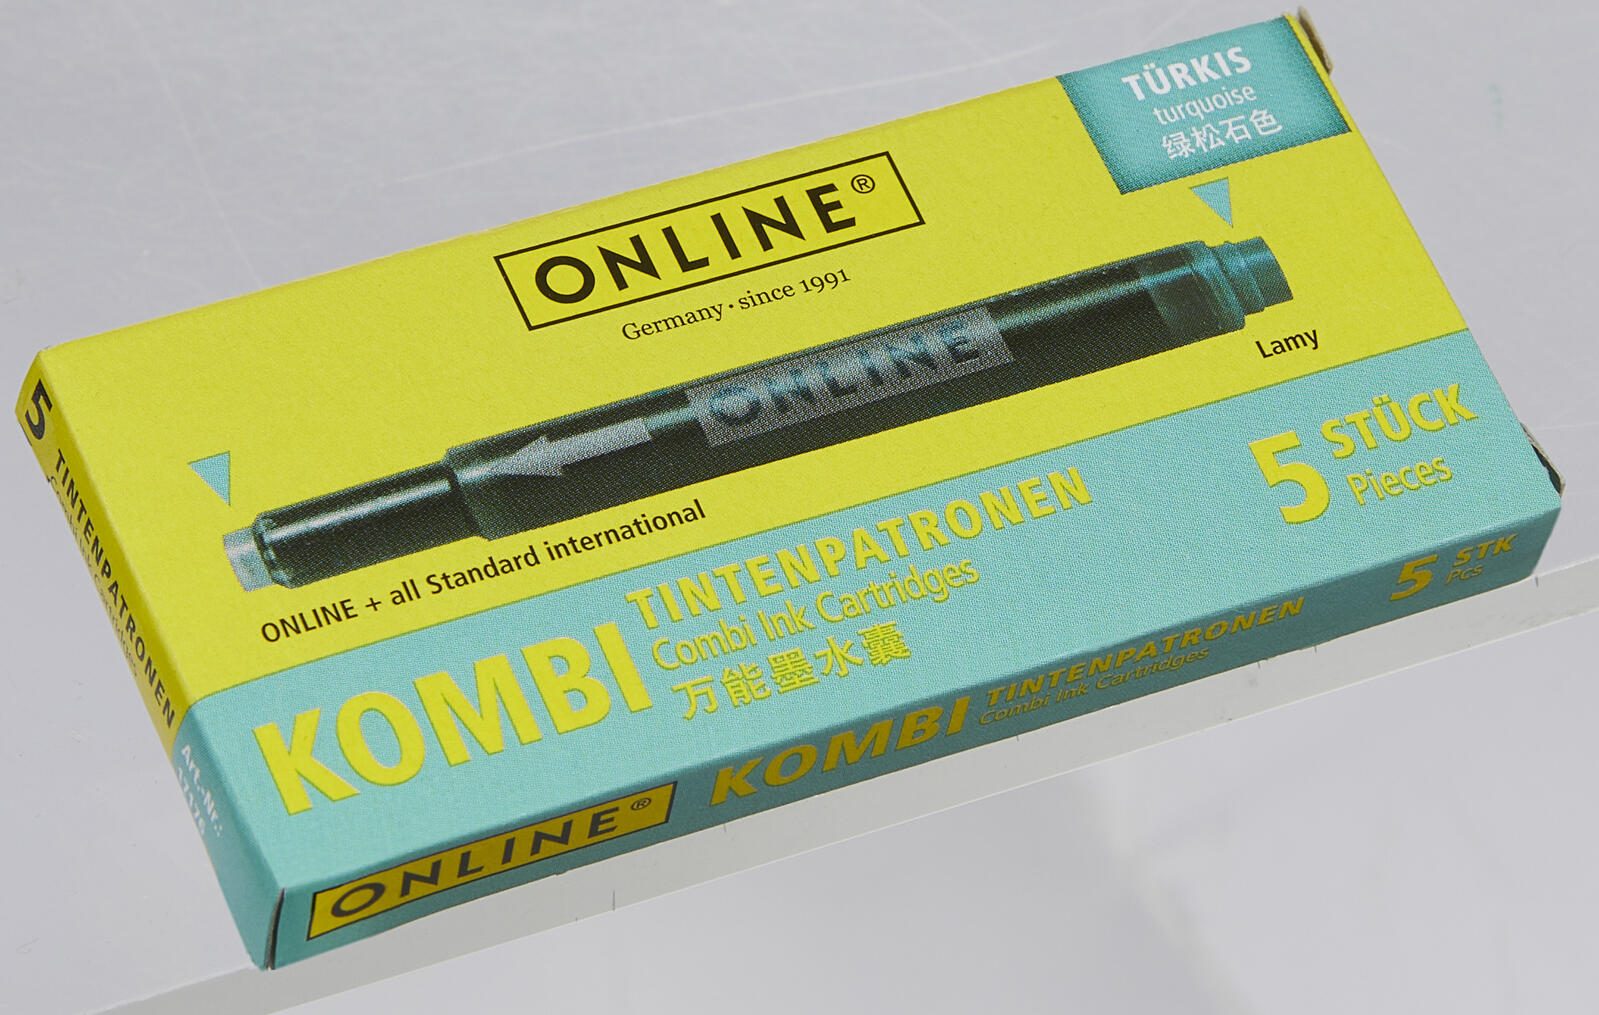 TÜRKIS
turquoise
绿松石色
ONLINE®
Germany · since 1991
ONLINE
Lamy
ONLINE + all Standard international
5 STÜCK
Pieces
KOMBI TINTENPATRONEN
Combi Ink Cartridges
万能墨水囊
5 TINTENPATRONEN
Combi Ink Cartridges
Art.-Nr.:
ONLINE®
KOMBI TINTENPATRONEN
Combi Ink Cartridges
5 STK
Pcs